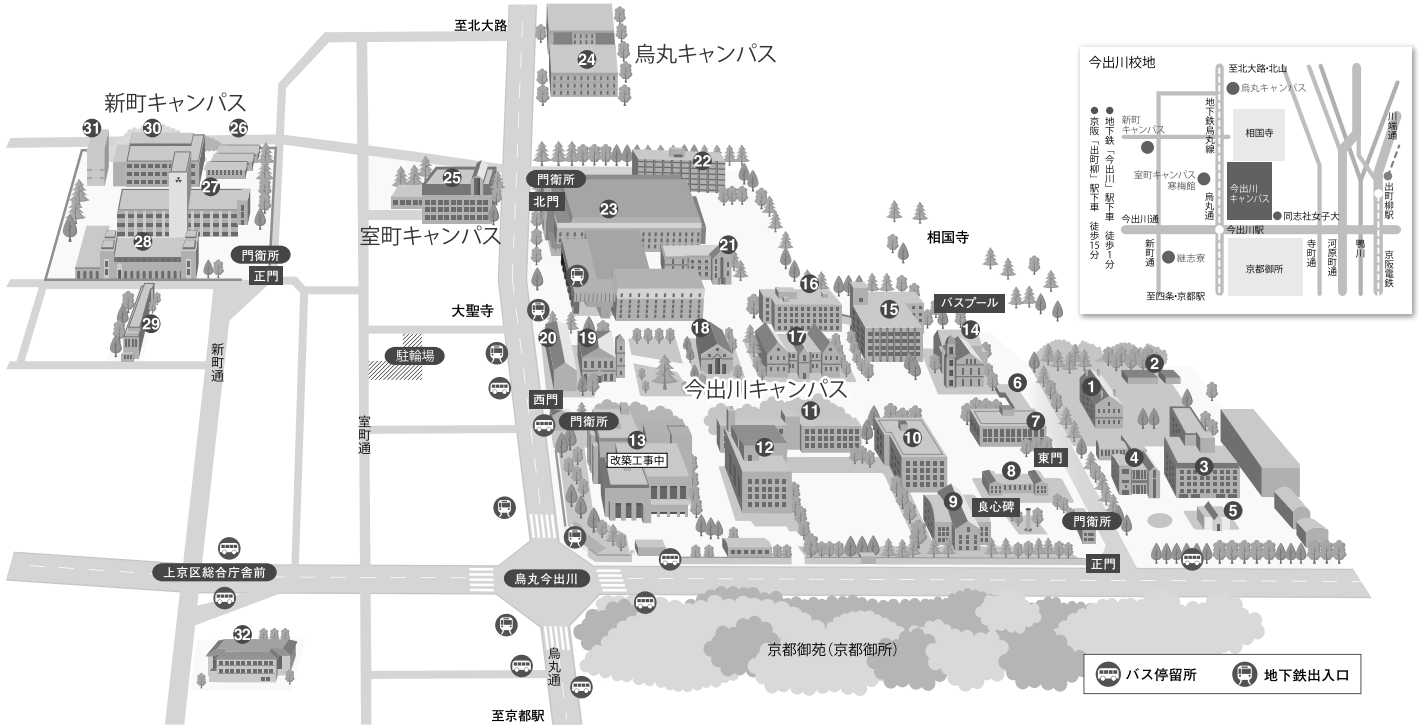 至北大路
烏丸キャンパス
24
新町キャンパス
31
30
26
27
28
門衛所
正門
29
25
室町キャンパス
門衛所
北門
22
23
21
大聖寺
相国寺
16
15
バスプール
14
20
19
18
17
駐輪場
新町通
室町通
今出川キャンパス
西門
門衛所
13
改築工事中
12
11
10
6
7
東門
8
9
良心碑
1
2
3
4
5
門衛所
正門
上京区総合庁舎前
烏丸今出川
32
烏丸通
至京都駅
京都御苑(京都御所)
バス停留所
地下鉄出入口
今出川校地
至北大路・北山
烏丸キャンパス
地下鉄烏丸線
相国寺
新町
キャンパス
室町キャンパス
寒梅館
烏丸通
今出川
キャンパス
同志社女子大
今出川通
今出川駅
新町通
継志寮
京都御所
至四条・京都駅
寺町通
河原町通
鴨川
京阪電鉄
川端通
出町柳駅
●地下鉄「今出川」駅下車 徒歩1分
●京阪「出町柳」駅下車 徒歩15分